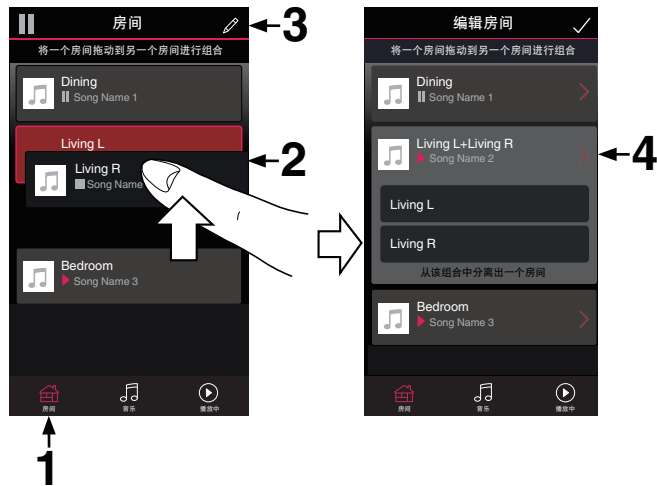 房间
3
将一个房间拖动到另一个房间进行组合
Dining
Song Name 1
Living L
2
Living R
Song Name
Bedroom
Song Name 3
房间
音乐
播放中
1
编辑房间
将一个房间拖动到另一个房间进行组合
Dining
Song Name 1
Living L+Living R
Song Name 2
4
Living L
Living R
从该组合中分离出一个房间
Bedroom
Song Name 3
房间
音乐
播放中